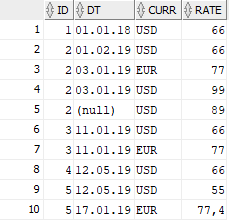 ID DT CURR RATE
1 1 01.01.18 USD 66
2 2 01.02.19 USD 66
3 2 03.01.19 EUR 77
4 2 03.01.19 USD 99
5 2 (null) USD 89
6 3 11.01.19 USD 66
7 3 11.01.19 EUR 77
8 4 12.05.19 USD 66
9 5 12.05.19 USD 55
10 5 17.01.19 EUR 77,4